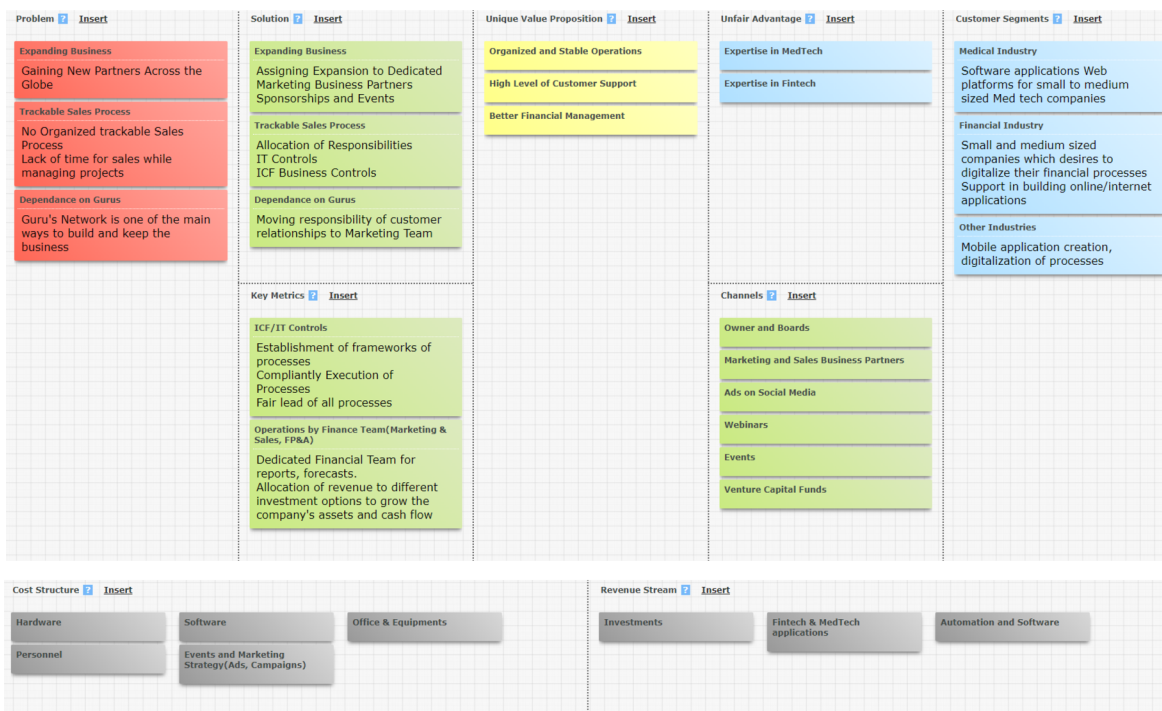 Problem ? Insert
Expanding Business
Gaining New Partners Across the
Globe
Trackable Sales Process
No Organized trackable Sales
Process
Lack of time for sales while
managing projects
Dependance on Gurus
Guru's Network is one of the main
ways to build and keep the
business
Solution ? Insert
Expanding Business
Assigning Expansion to Dedicated
Marketing Business Partners
Sponsorships and Events
Trackable Sales Process
Allocation of Responsibilities
IT Controls
ICF Business Controls
Dependance on Gurus
Moving responsibility of customer
relationships to Marketing Team
Key Metrics ? Insert
ICF/IT Controls
Establishment of frameworks of
processes
Compliantly Execution of
Processes
Fair lead of all processes
Operations by Finance Team(Marketing &
Sales, FP&A)
Dedicated Financial Team for
reports, forecasts.
Allocation of revenue to different
investment options to grow the
company's assets and cash flow
Unique Value Proposition ? Insert
Organized and Stable Operations
High Level of Customer Support
Better Financial Management
Unfair Advantage ? Insert
Expertise in MedTech
Expertise in Fintech
Channels ? Insert
Owner and Boards
Marketing and Sales Business Partners
Ads on Social Media
Webinars
Events
Venture Capital Funds
Customer Segments ? Insert
Medical Industry
Software applications Web
platforms for small to medium
sized Med tech companies
Financial Industry
Small and medium sized
companies which desires to
digitalize their financial processes
Support in building online/internet
applications
Other Industries
Mobile application creation,
digitalization of processes
Cost Structure ? Insert
Hardware
Software
Office & Equipments
Personnel
Events and Marketing
Strategy(Ads, Campaigns)
Revenue Stream ? Insert
Investments
Fintech & MedTech
applications
Automation and Software